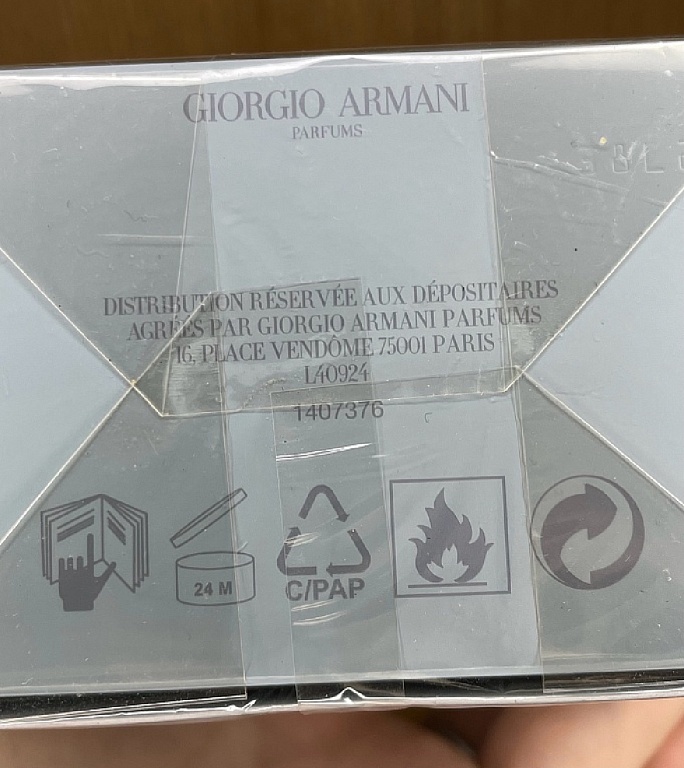 GIORGIO ARMANI
PARFUMS
DISTRIBUTION RÉSERVÉE AUX DÉPOSITAIRES
AGRÉES PAR GIORGIO ARMANI PARFUMS
16, PLACE VENDÔME 75001 PARIS
L40924
1407376
24 M
C/PAP